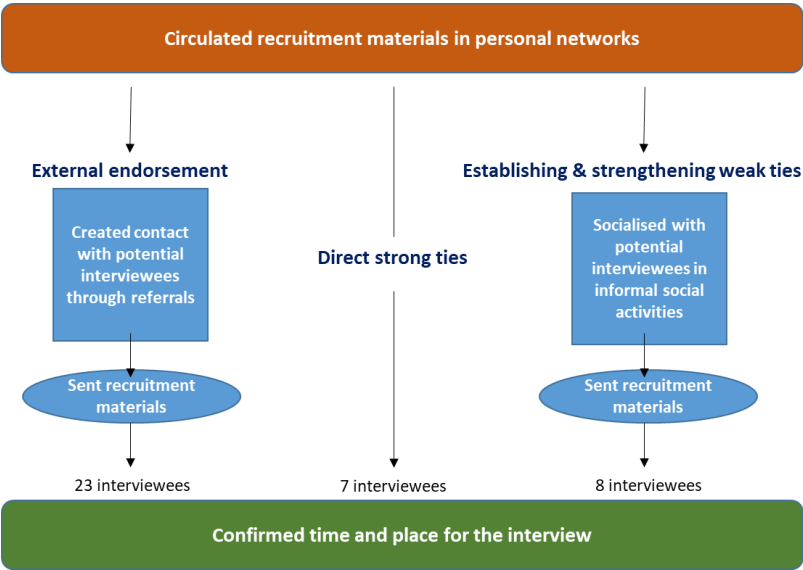 Circulated recruitment materials in personal networks
External endorsement
Created contact
with potential
interviewees
through referrals
Sent recruitment
materials
23 interviewees
Direct strong ties
7 interviewees
Establishing & strengthening weak ties
Socialised with
potential
interviewees in
informal social
activities
Sent recruitment
materials
8 interviewees
Confirmed time and place for the interview